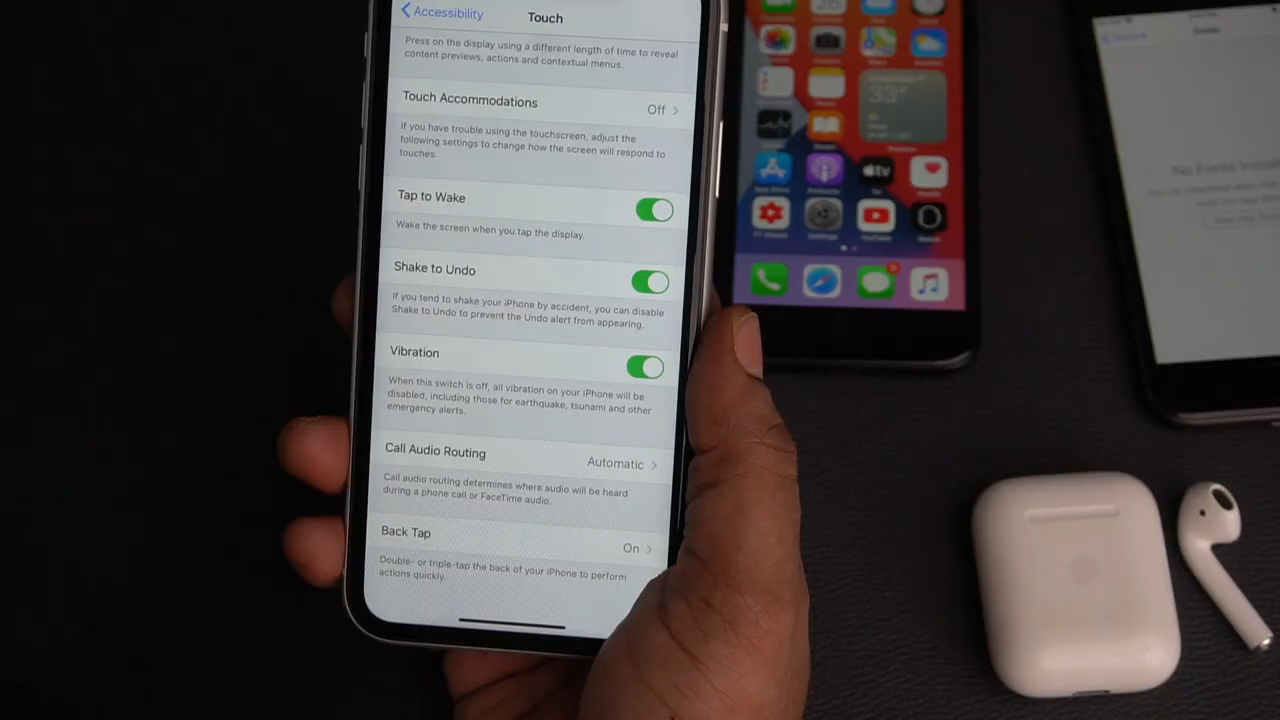 Accessibility
Touch
Press on the display using a different length of time to reveal
content previews, actions and contextual menus.
Touch Accommodations
Off
If you have trouble using the touchscreen, adjust the
following settings to change how the screen will respond to
touches.
Tap to Wake
Wake the screen when you tap the display.
Shake to Undo
If you tend to shake your iPhone by accident, you can disable
Shake to Undo to prevent the Undo alert from appearing.
Vibration
When this switch is off, all vibration on your iPhone will be
disabled, including those for earthquake, tsunami and other
emergency alerts.
Call Audio Routing
Automatic
Call audio routing determines where audio will be heard
during a phone call or FaceTime audio.
Back Tap
On
Double- or triple-tap the back of your iPhone to perform
actions quickly.
33°
tv
No Fonts